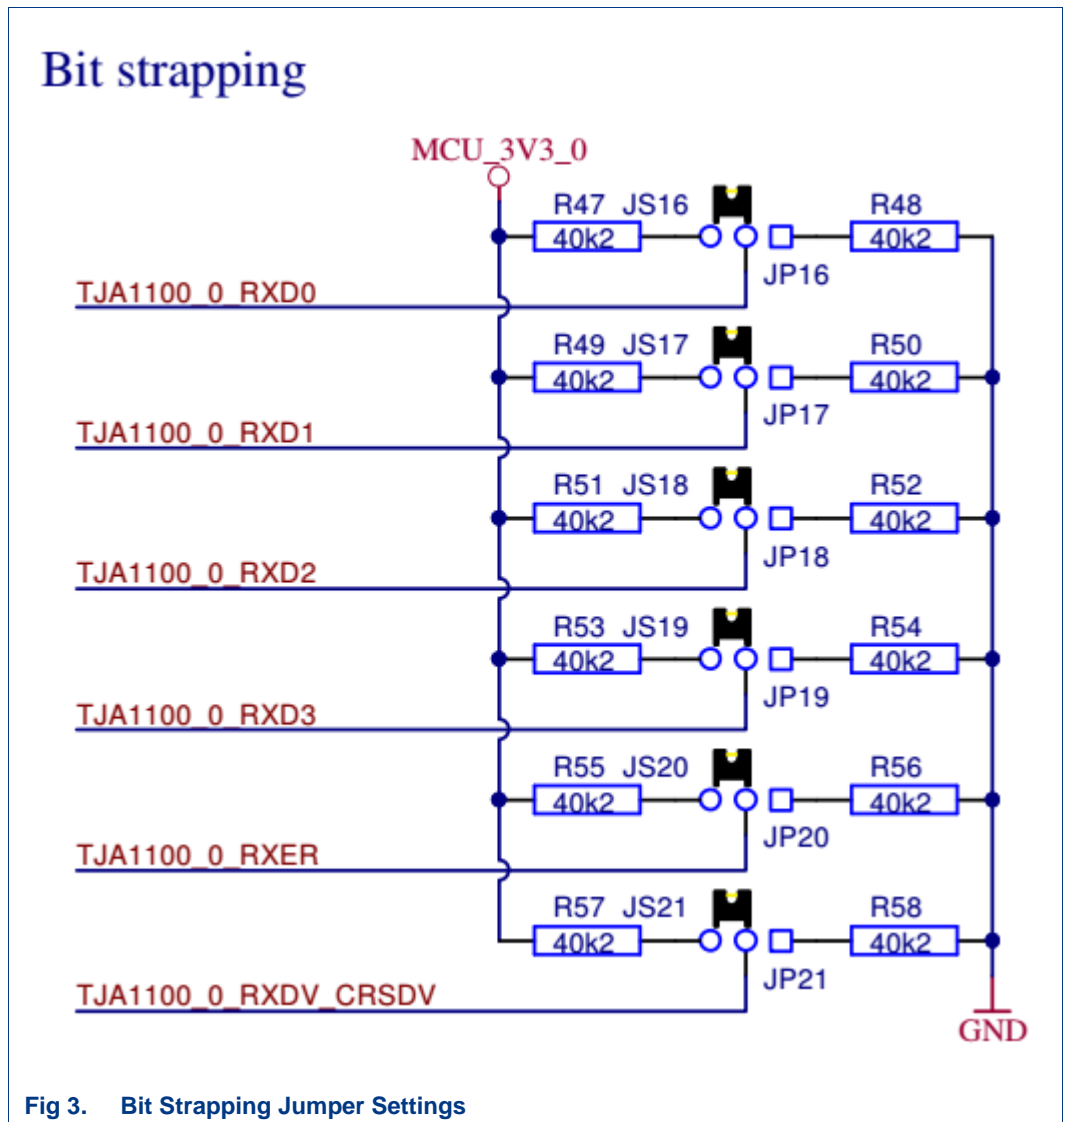 Bit strapping
MCU_3V3_0
R47 JS16 R48
40k2 40k2
JP16
TJA1100_0_RXD0
R49 JS17 R50
40k2 40k2
JP17
TJA1100_0_RXD1
R51 JS18 R52
40k2 40k2
JP18
TJA1100_0_RXD2
R53 JS19 R54
40k2 40k2
JP19
TJA1100_0_RXD3
R55 JS20 R56
40k2 40k2
JP20
TJA1100_0_RXER
R57 JS21 R58
40k2 40k2
JP21
TJA1100_0_RXDV_CRSDV
GND
Fig 3. Bit Strapping Jumper Settings